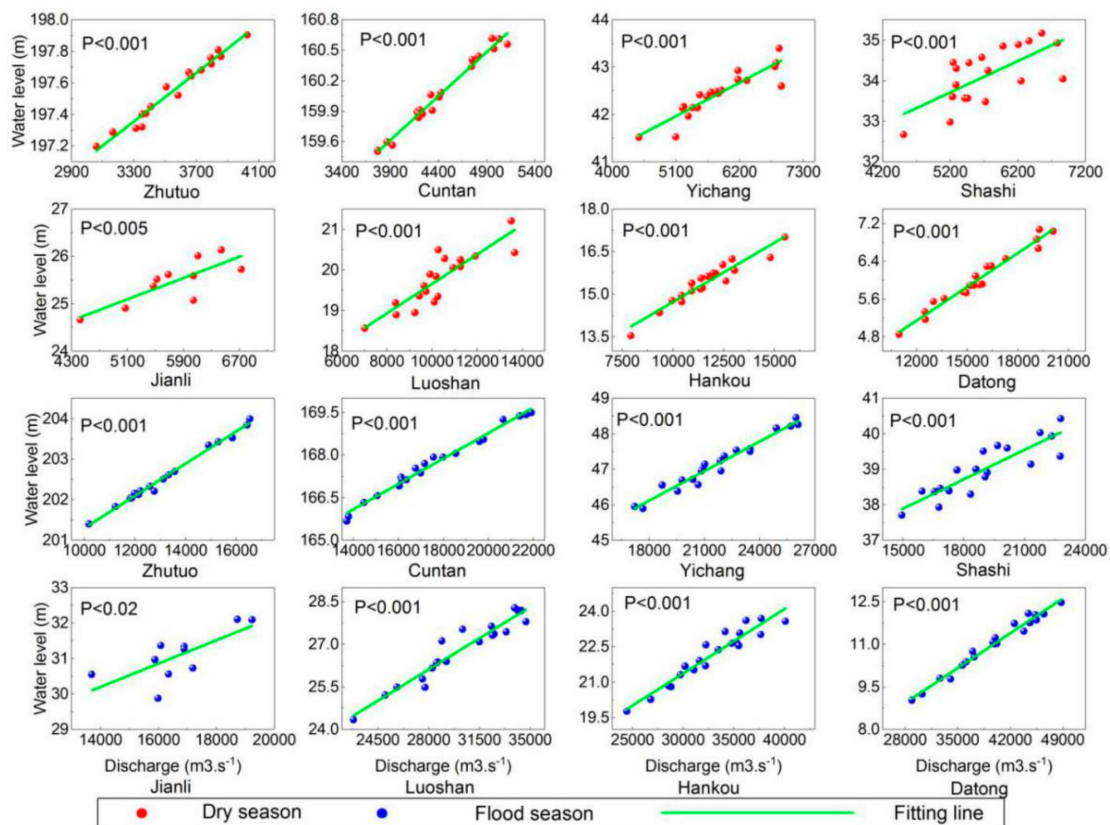 198.0 197.8 197.6 197.4 197.2
Water level (m)
P<0.001
2900 3300 3700 4100
Zhutuo
160.8 160.5 159.9 159.6
P<0.001
3400 3900 4400 4900 5400
Cuntan
44 43 42 41
P<0.001
4000 5100 6200 7300
Yichang
35 34 33 32
P<0.001
4200 5200 6200 7200
Shashi
27 26 25 24
Water level (m)
P<0.005
4300 5100 5900 6700
Jianli
21 20 19 18
P<0.001
6000 8000 10000 12000 14000
Luoshan
18.0 16.5 15.0 13.5
P<0.001
7500 10000 12500 15000
Hankou
7.2 6.4 5.6 4.8
P<0.001
9000 12000 15000 18000 21000
Datong
204 203 202 201
Water level (m)
P<0.001
10000 12000 14000 16000
Zhutuo
169.5 168.0 166.5 165.0
P<0.001
14000 16000 18000 20000 22000
Cuntan
49 48 47 46 45
P<0.001
18000 21000 24000 27000
Yichang
41 40 39 38 37
P<0.001
15000 18000 21000 24000
Shashi
33 32 31 30 29
Water level (m)
P<0.02
14000 16000 18000 20000
Discharge (m3.s⁻¹)
Jianli
28.5 27.0 25.5 24.0
P<0.001
24500 28000 31500 35000
Discharge (m3.s⁻¹)
Luoshan
24.0 22.5 21.0 19.5
P<0.001
25000 30000 35000 40000
Discharge (m3.s⁻¹)
Hankou
12.0 10.5 9.0 8.0
P<0.001
28000 35000 42000 49000
Discharge (m3.s⁻¹)
Datong
Dry season Flood season Fitting line